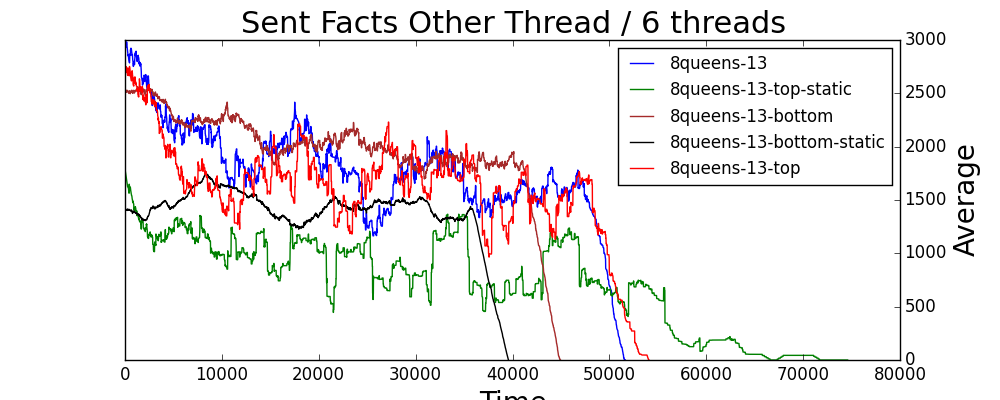 Sent Facts Other Thread / 6 threads
8queens-13
8queens-13-top-static
8queens-13-bottom
8queens-13-bottom-static
8queens-13-top
3000
2500
2000
1500
1000
500
0
Average
0 10000 20000 30000 40000 50000 60000 70000 80000
Time